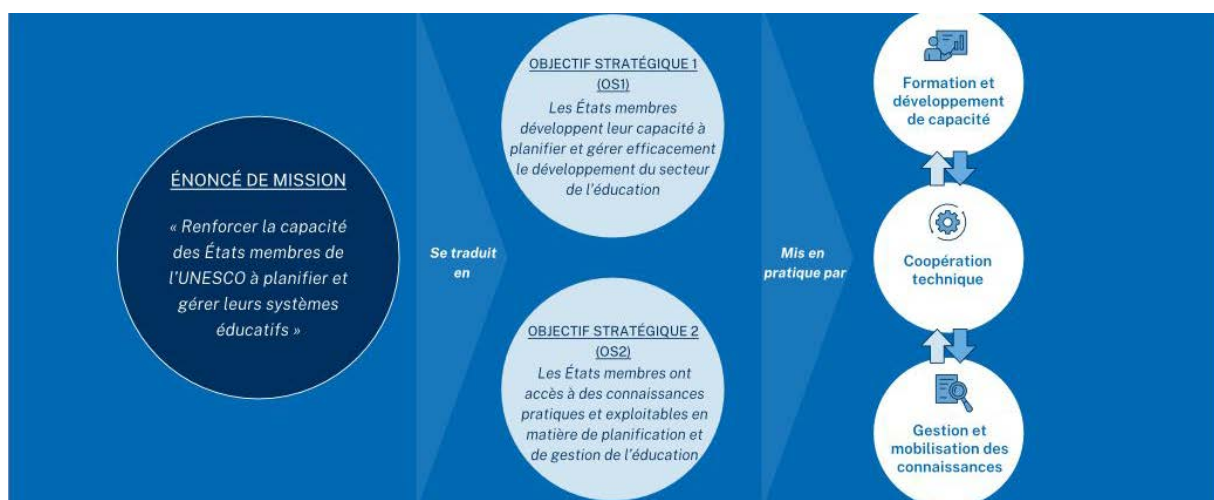 ÉNONCÉ DE MISSION
« Renforcer la capacité
des États membres de
l'UNESCO à planifier et
gérer leurs systèmes
éducatifs »
Se traduit
en
OBJECTIF STRATÉGIQUE 1
(OS1)
Les États membres
développent leur capacité à
planifier et gérer efficacement
le développement du secteur
de l'éducation
OBJECTIF STRATÉGIQUE 2
(OS2)
Les États membres ont
accès à des connaissances
pratiques et exploitables en
matière de planification et
de gestion de l'éducation
Mis en
pratique par
Formation et
développement
de capacité
Coopération
technique
Gestion et
mobilisation des
connaissances